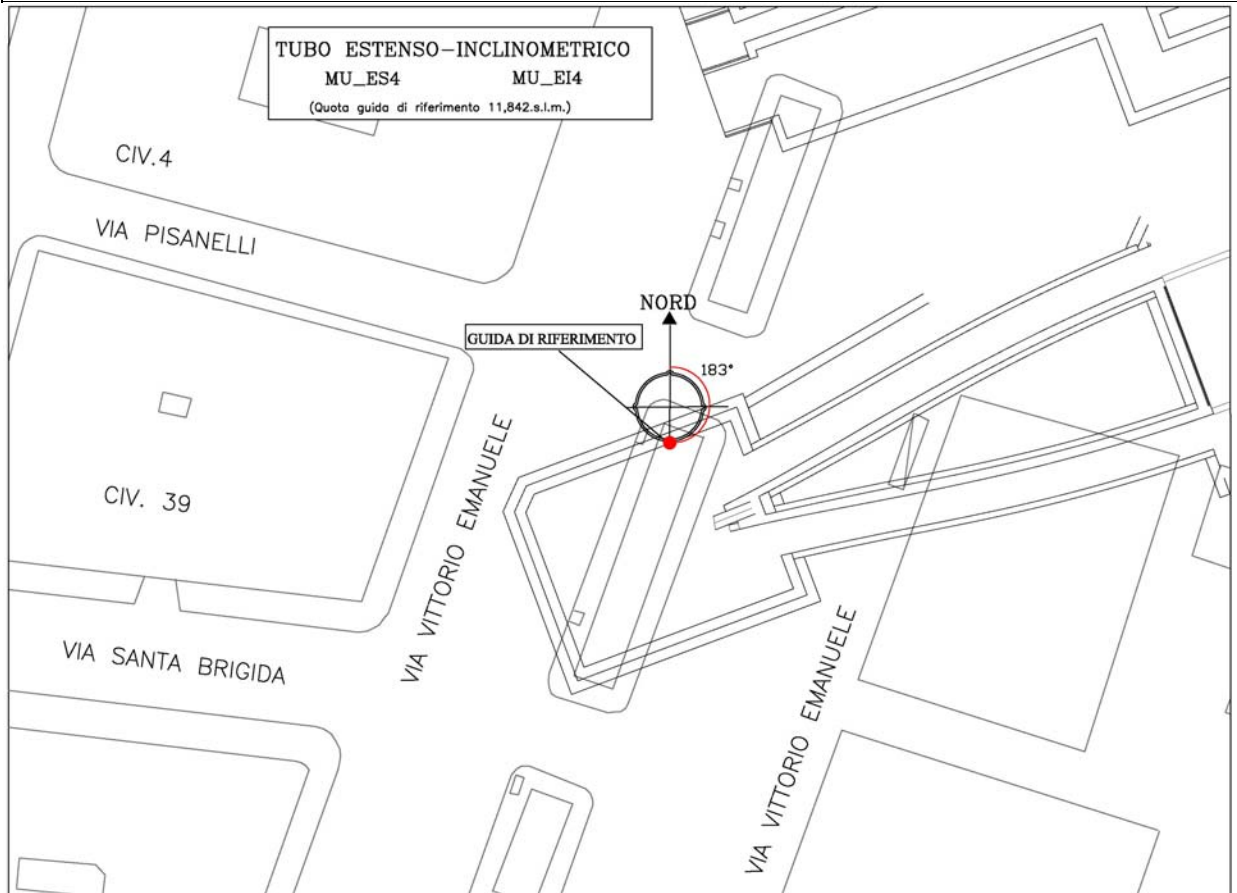 TUBO ESTENSO-INCLINOMETRICO
MU_ES4 MU_EI4
(Quota guida di riferimento 11,842.s.l.m.)
CIV.4
VIA PISANELLI
NORD
GUIDA DI RIFERIMENTO
183°
CIV. 39
VIA VITTORIO EMANUELE
VIA SANTA BRIGIDA
VIA VITTORIO EMANUELE